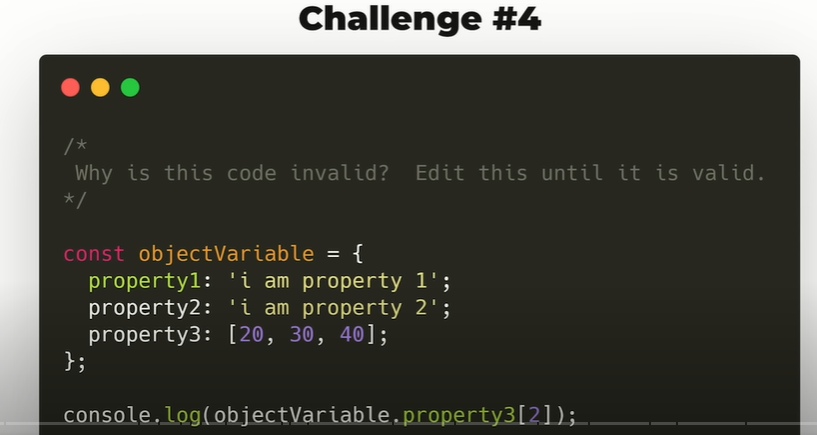 Challenge #4
/*
Why is this code invalid?  Edit this until it is valid.
*/
const objectVariable = {
property1: 'i am property 1';
property2: 'i am property 2';
property3: [20, 30, 40];
};
console.log(objectVariable.property3[2]);